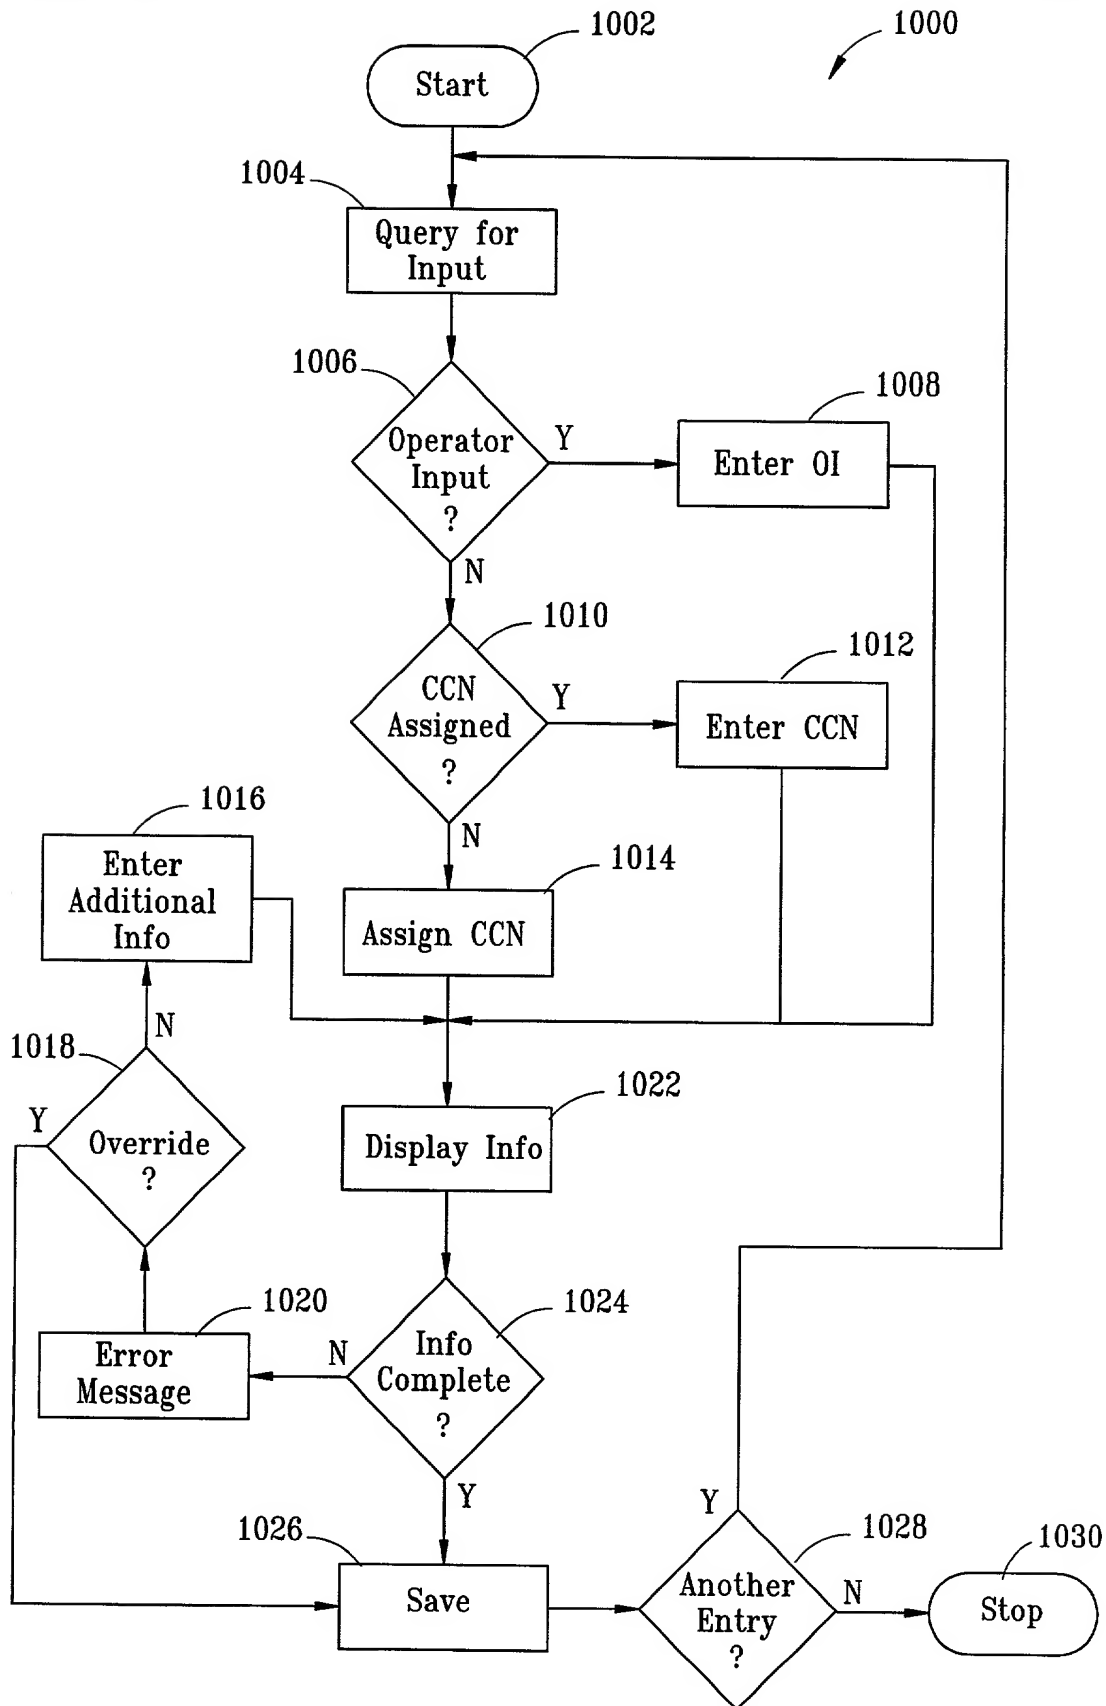 1002
1000
Start
1004
Query for
Input
1006
1008
Operator
Input
?
Y
Enter OI
N
1010
1012
CCN
Assigned
?
Y
Enter CCN
N
1016
1014
Enter
Additional
Info
Assign CCN
N
1018
1022
Y
Override
?
Display Info
1020
1024
Error
Message
N
Info
Complete
?
Y
Y
1026
1028
1030
Save
Another
Entry
?
N
Stop